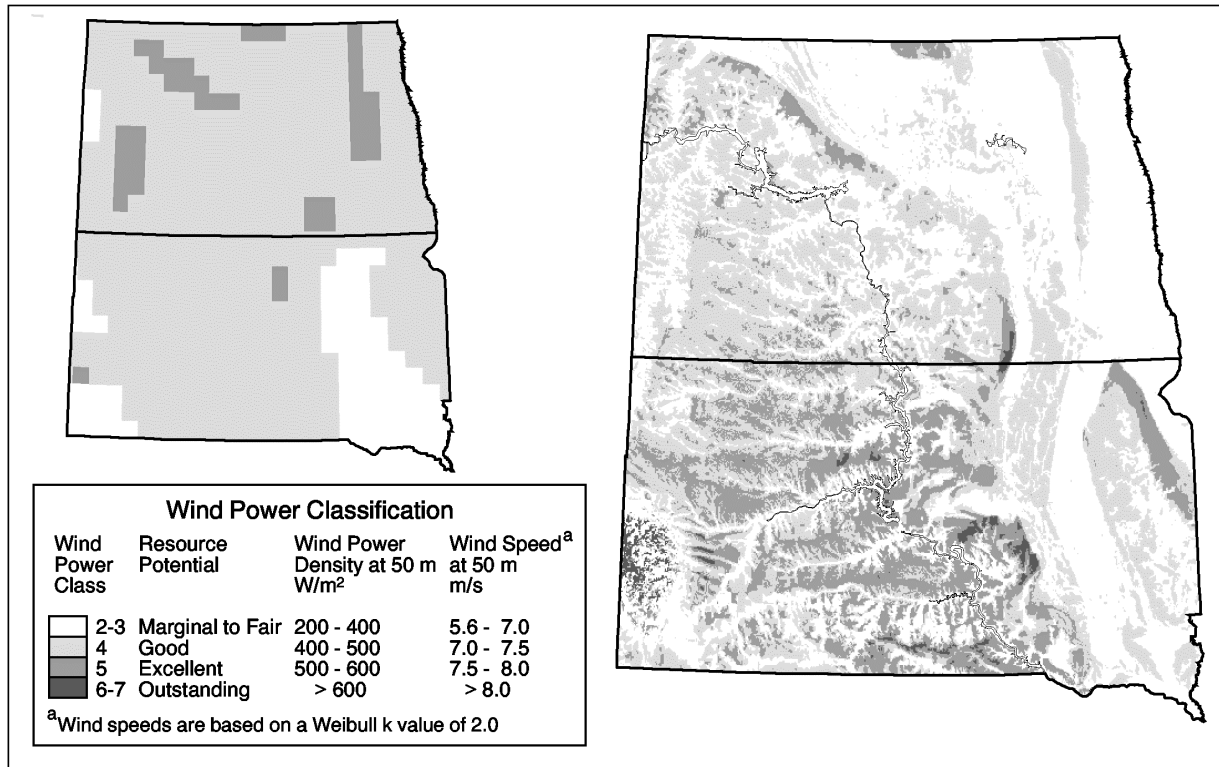 Wind Power Classification
Wind Resource Wind Power Wind Speedᵃ
Power Potential Density at 50 m at 50 m
Class W/m² m/s
2-3 Marginal to Fair 200 - 400 5.6 - 7.0
4 Good 400 - 500 7.0 - 7.5
5 Excellent 500 - 600 7.5 - 8.0
6-7 Outstanding > 600 > 8.0
ᵃWind speeds are based on a Weibull k value of 2.0